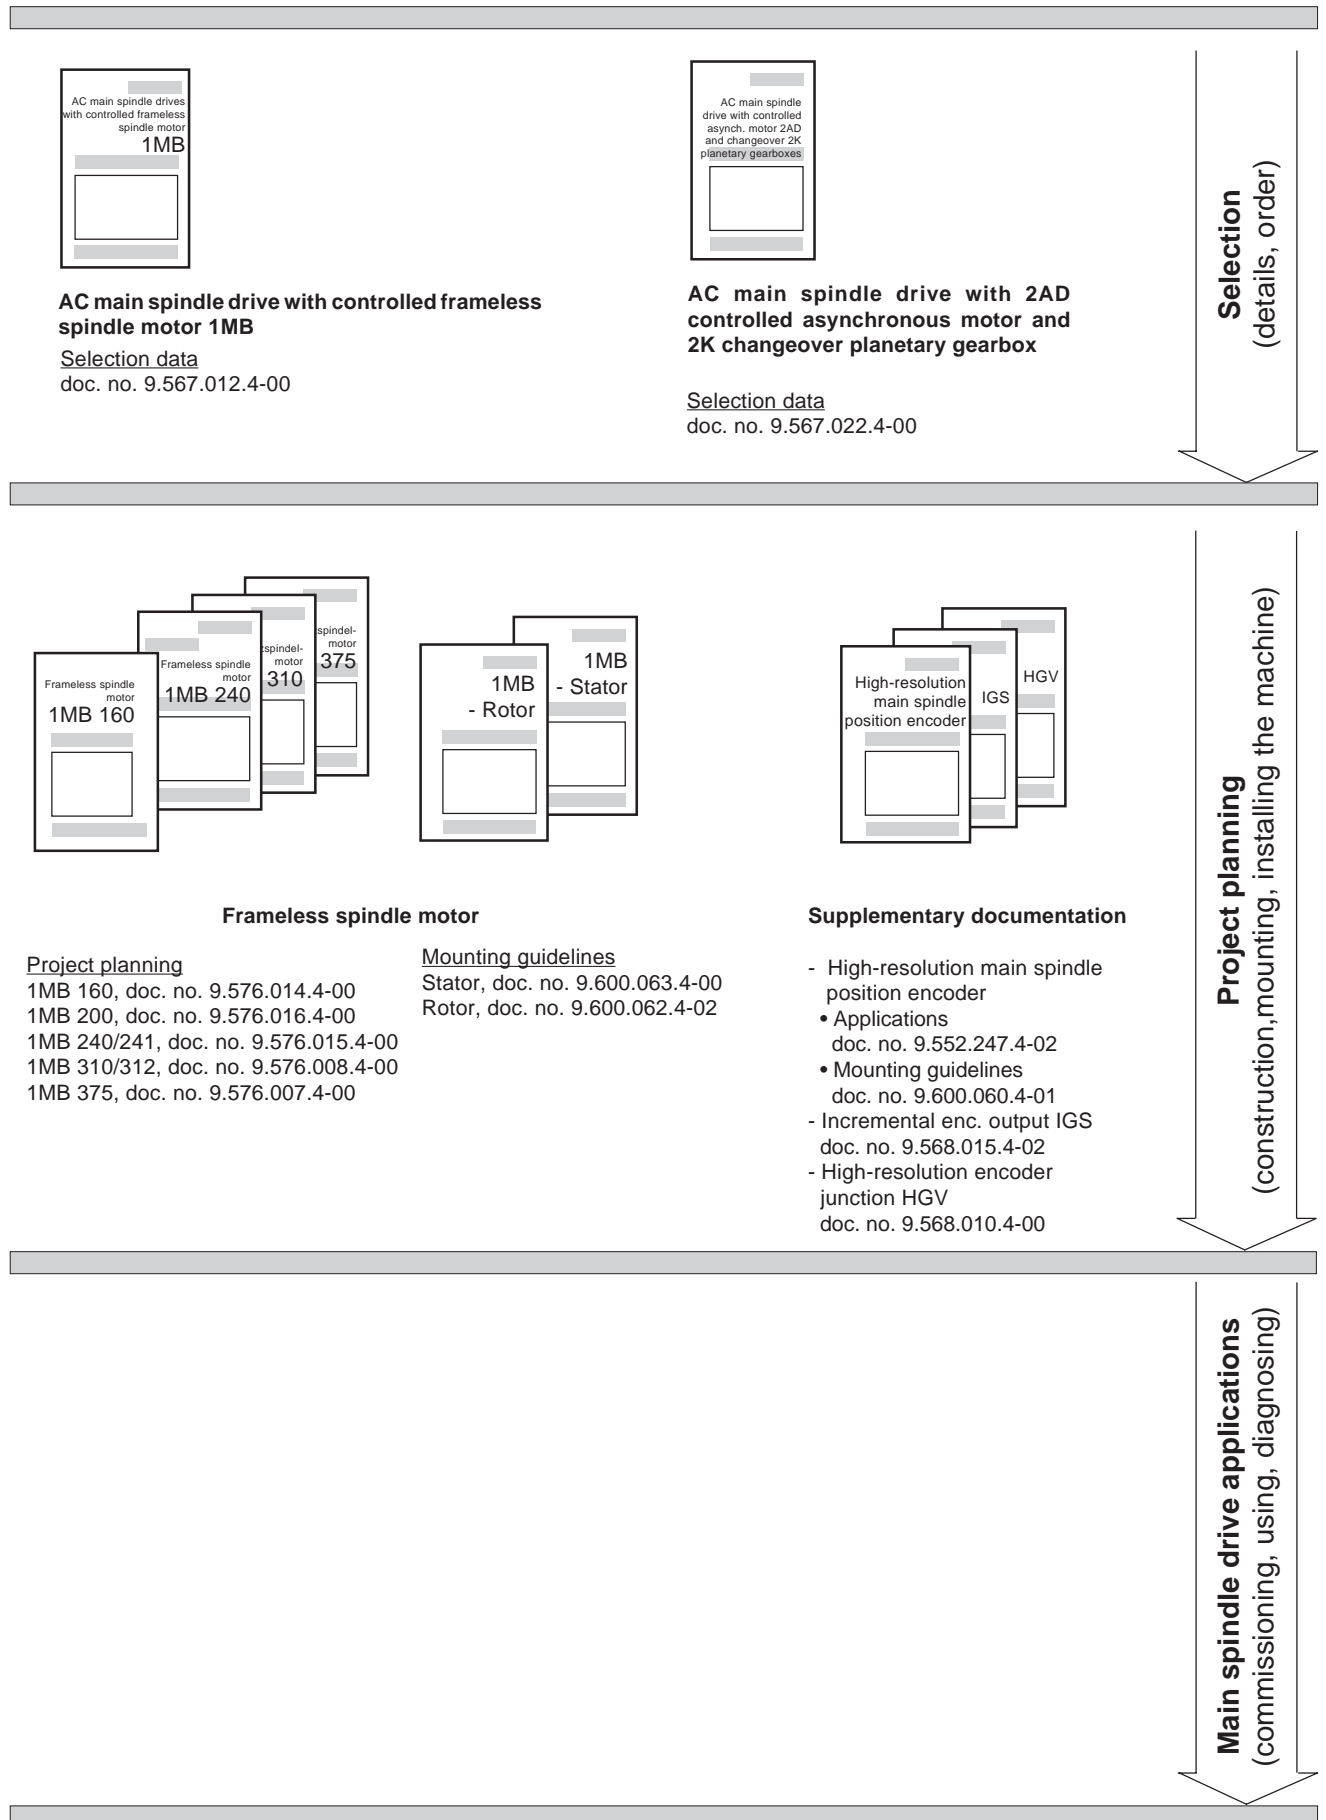 AC main spindle drives
with controlled frameless
spindle motor
1MB
AC main spindle
drive with controlled
asynch. motor 2AD
and changeover 2K
planetary gearboxes
AC main spindle drive with controlled frameless
spindle motor 1MB
Selection data
doc. no. 9.567.012.4-00
AC main spindle drive with 2AD
controlled asynchronous motor and
2K changeover planetary gearbox
Selection data
doc. no. 9.567.022.4-00
Selection
(details, order)
Frameless spindle
motor
1MB 160
Frameless spindle
motor
1MB 240
zspindel-
motor
310
spindel-
motor
375
1MB
- Rotor
1MB
- Stator
High-resolution
main spindle
position encoder
IGS
HGV
Frameless spindle motor
Project planning
1MB 160, doc. no. 9.576.014.4-00
1MB 200, doc. no. 9.576.016.4-00
1MB 240/241, doc. no. 9.576.015.4-00
1MB 310/312, doc. no. 9.576.008.4-00
1MB 375, doc. no. 9.576.007.4-00
Mounting guidelines
Stator, doc. no. 9.600.063.4-00
Rotor, doc. no. 9.600.062.4-02
Supplementary documentation
- High-resolution main spindle
position encoder
• Applications
doc. no. 9.552.247.4-02
• Mounting guidelines
doc. no. 9.600.060.4-01
- Incremental enc. output IGS
doc. no. 9.568.015.4-02
- High-resolution encoder
junction HGV
doc. no. 9.568.010.4-00
Project planning
(construction,mounting, installing the machine)
Main spindle drive applications
(commissioning, using, diagnosing)